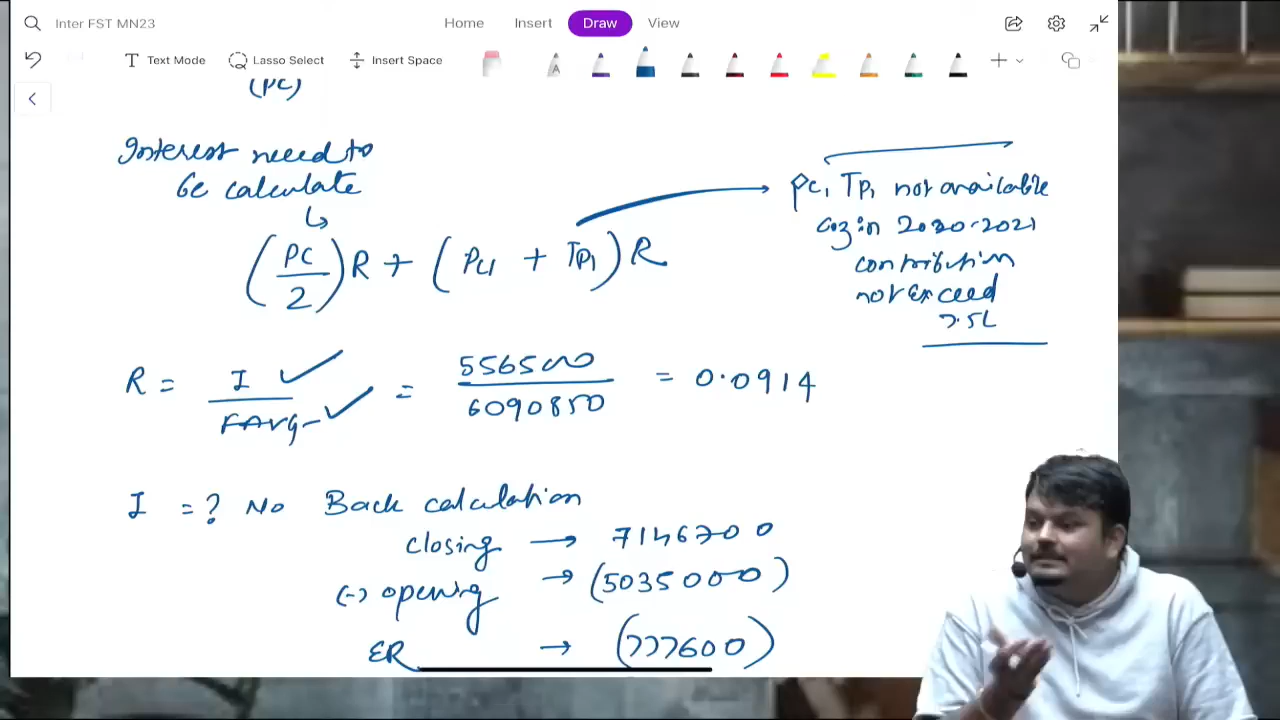 Inter FST MN23
Home Insert Draw View
Text Mode Lasso Select Insert Space
(PC)
Interest need to
be calculate
(PC/2)R + (PC1 + TP1)R
PC1 TP1 not available
coz in 2020-2021
contribution
not exceed
7.5L
R = I/FAvg = 556500/6090850 = 0.0914
I = ? No Back calculation
closing → 7146700
(-) opening → (5035000)
ER → (777600)